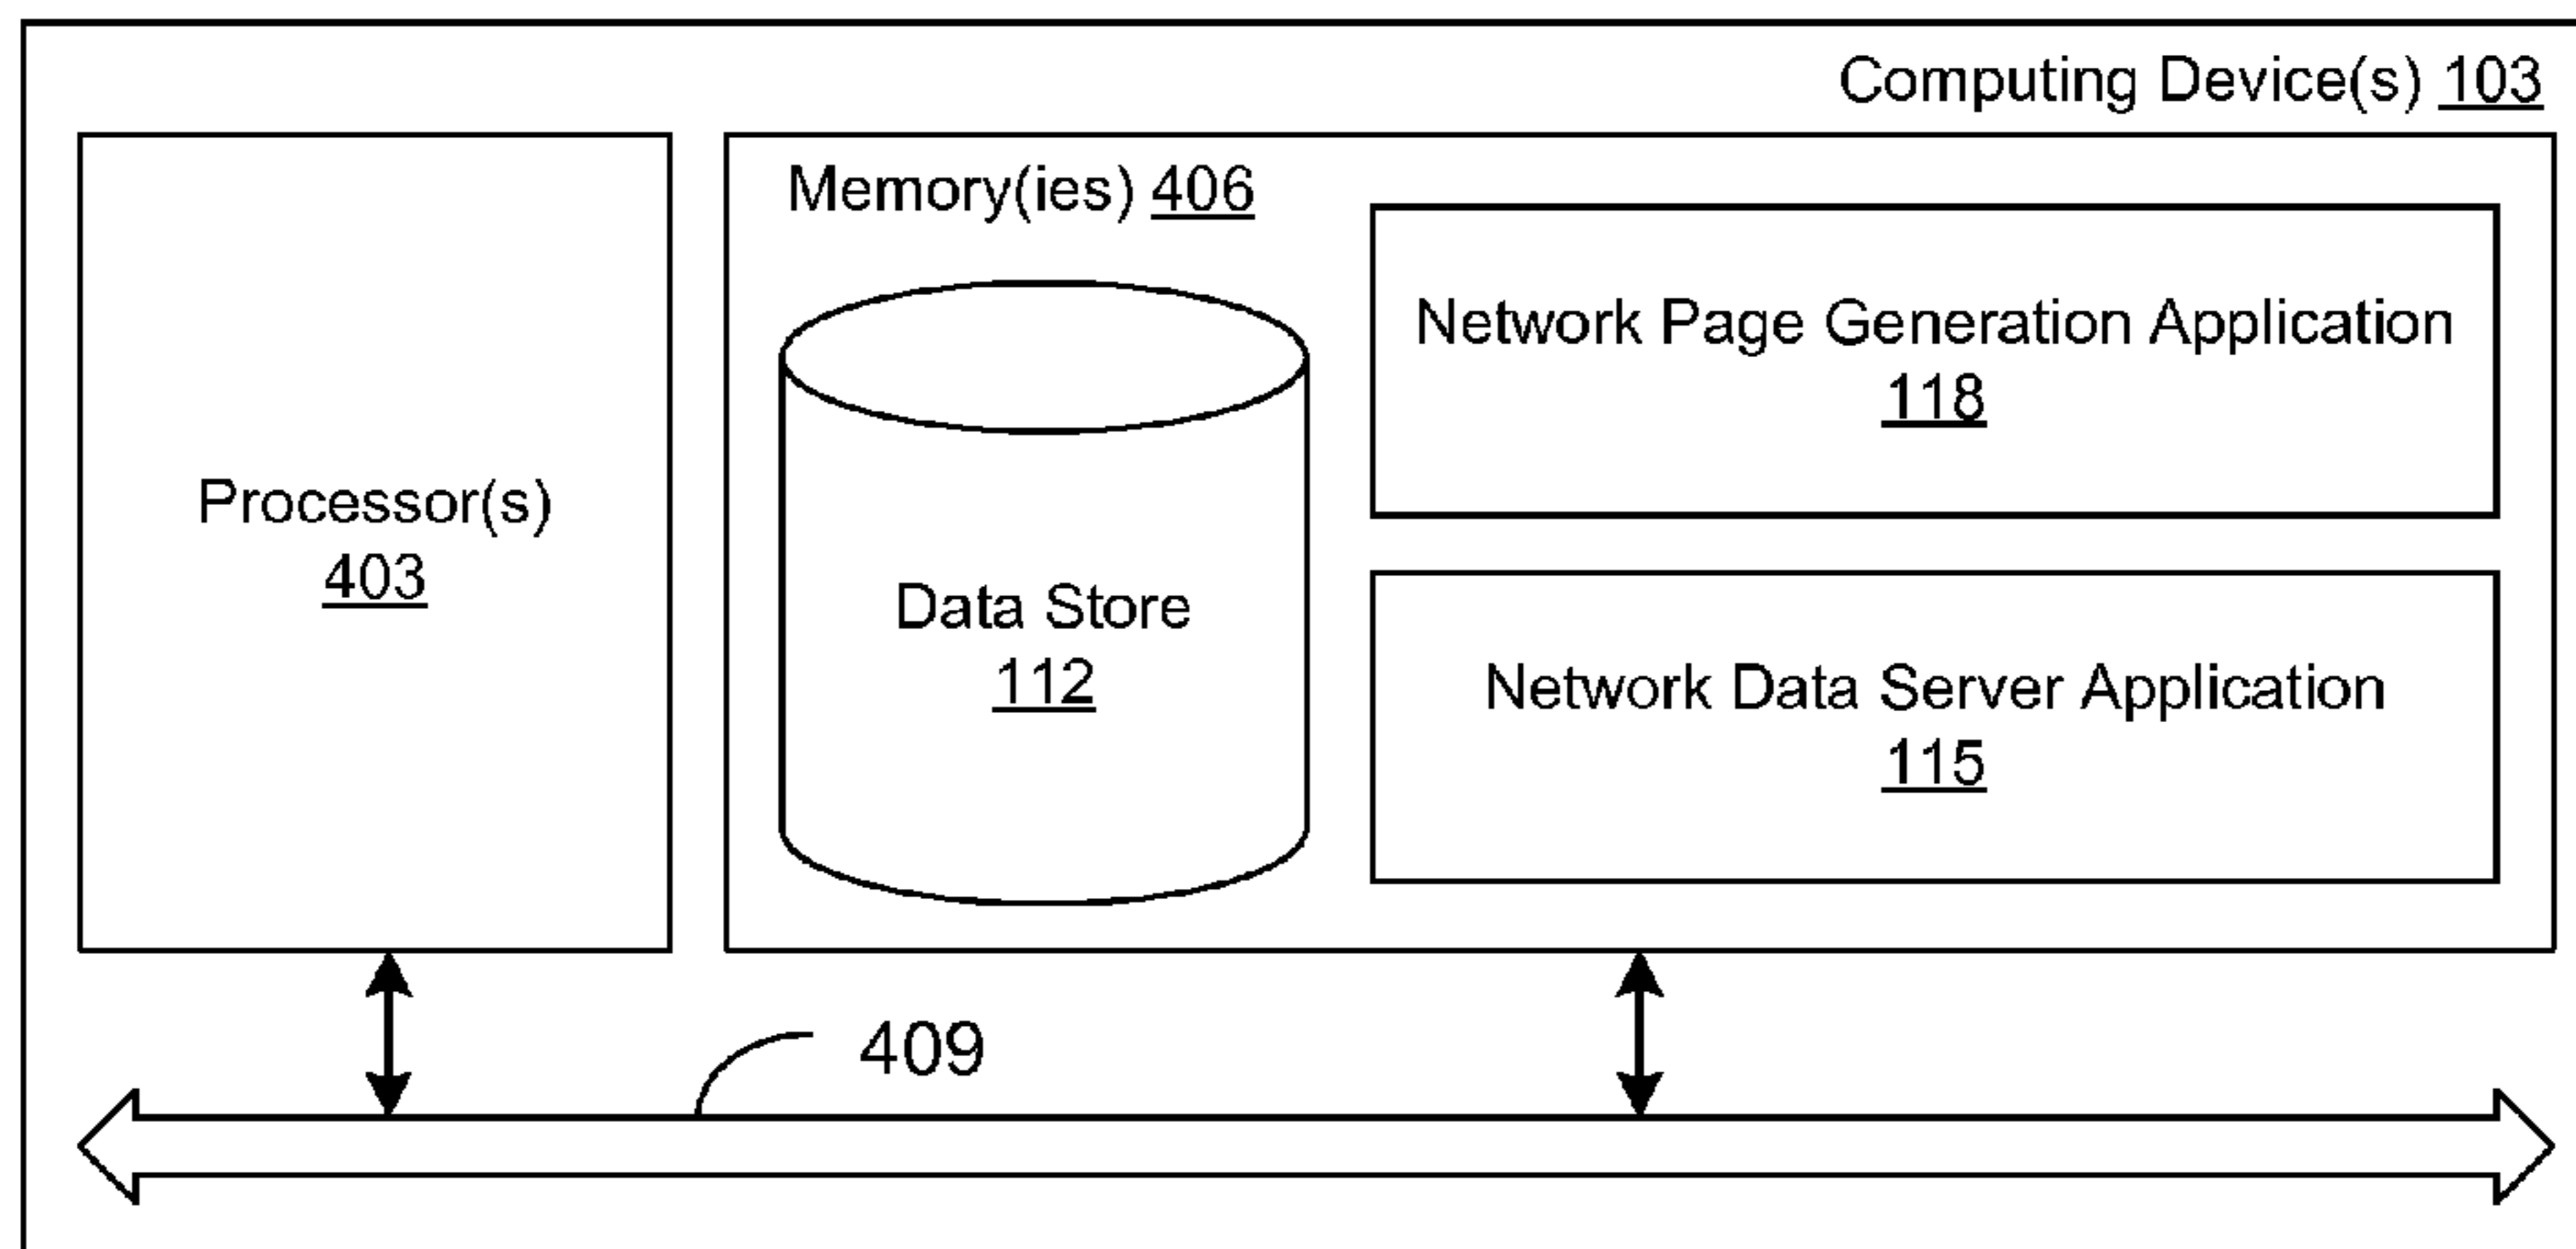 Computing Device(s) 103
Memory(ies) 406
Network Page Generation Application
118
Processor(s)
403
Data Store
112
Network Data Server Application
115
409